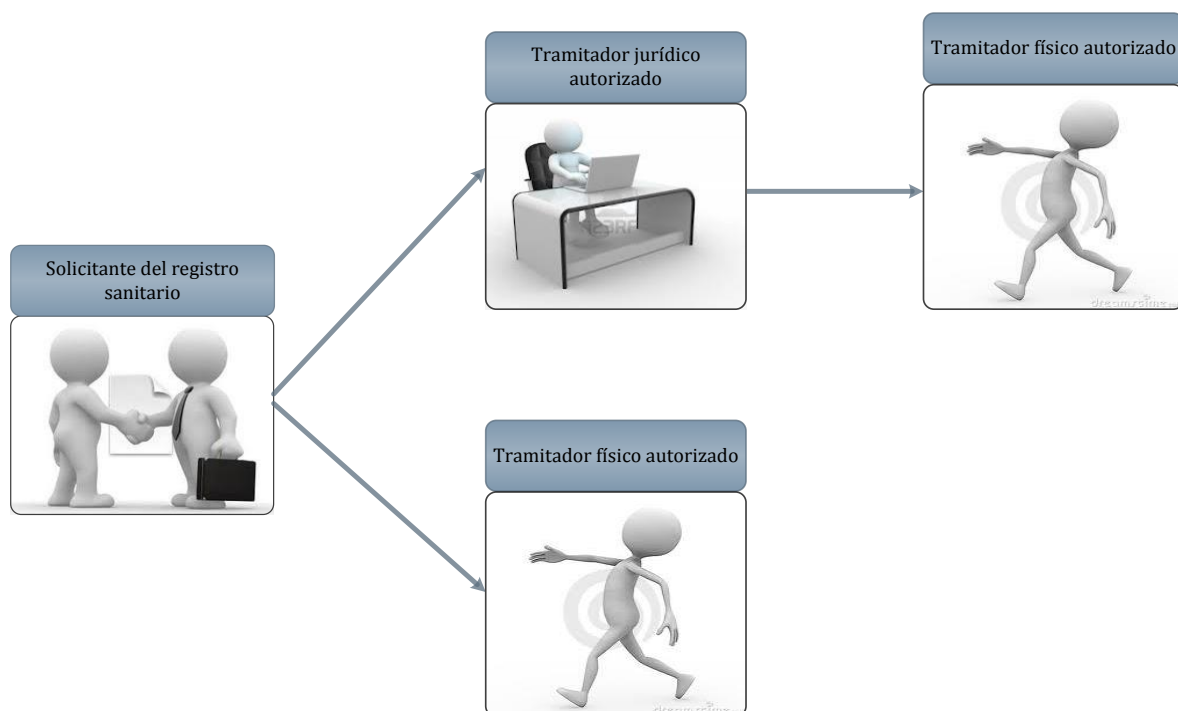 Tramitador jurídico
autorizado
Tramitador físico autorizado
Solicitante del registro
sanitario
Tramitador físico autorizado